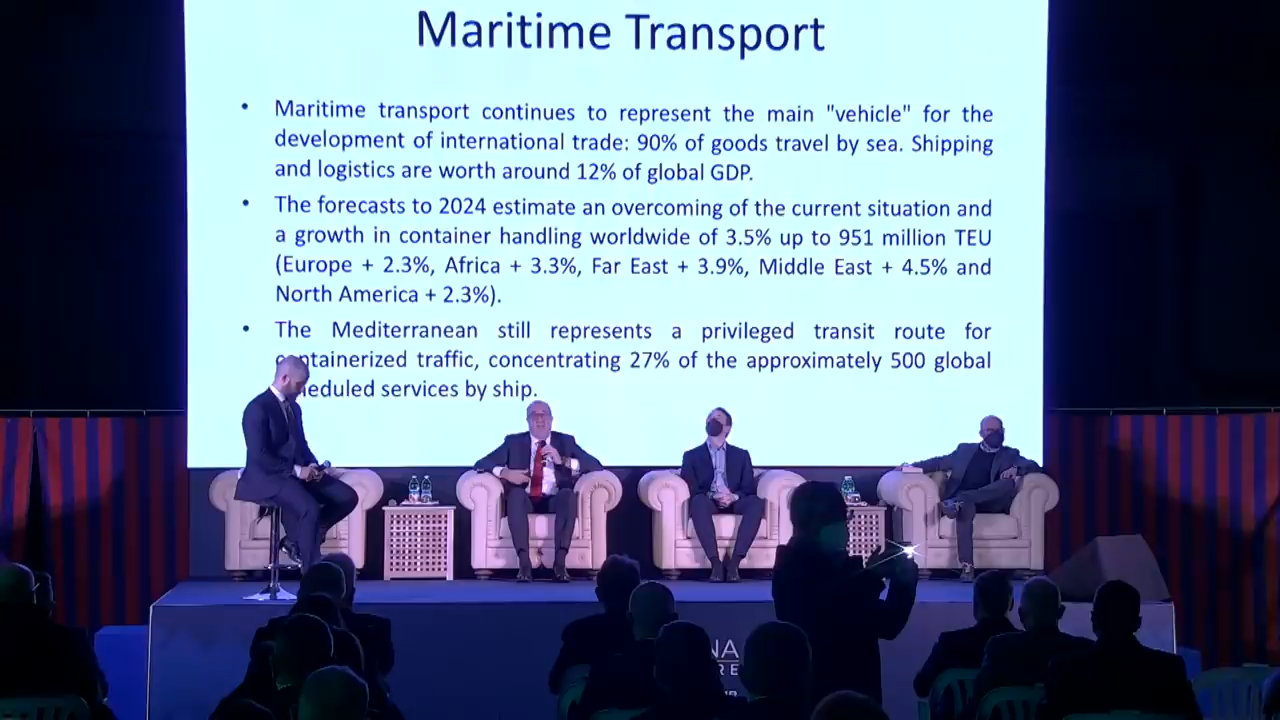 Maritime Transport
• Maritime transport continues to represent the main "vehicle" for the
development of international trade: 90% of goods travel by sea. Shipping
and logistics are worth around 12% of global GDP.
• The forecasts to 2024 estimate an overcoming of the current situation and
a growth in container handling worldwide of 3.5% up to 951 million TEU
(Europe + 2.3%, Africa + 3.3%, Far East + 3.9%, Middle East + 4.5% and
North America + 2.3%).
• The Mediterranean still represents a privileged transit route for
traffic, concentrating 27% of the approximately 500 global
services by ship.